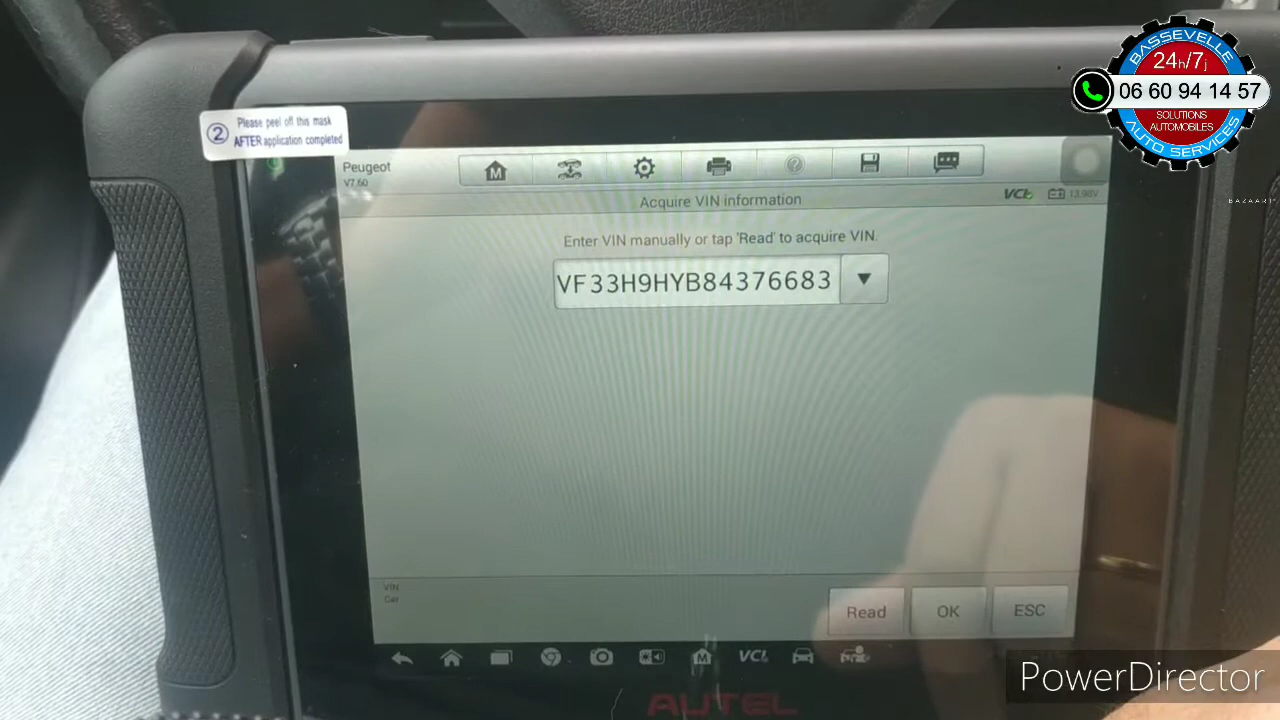 BASSEVELLE
24h/7j
06 60 94 14 57
SOLUTIONS
AUTOMOBILES
AUTO SERVICES
BAZAART
2
Please peel off this mask
AFTER application completed
Peugeot
V7.60
M
?
Acquire VIN information
VCI
13.98V
Enter VIN manually or tap 'Read' to acquire VIN.
VF33H9HYB84376683
VIN
Car
Read
OK
ESC
M
VCI
AUTEL
PowerDirector